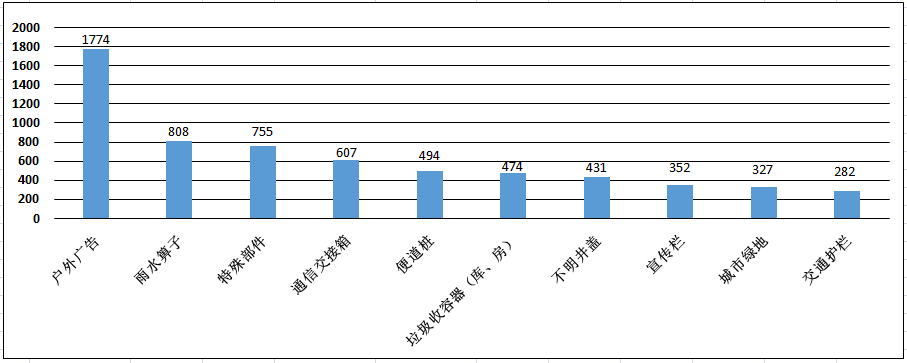 2000
1800
1600
1400
1200
1000
800
600
400
200
0
1774
808
755
607
494
474
431
352
327
282
户外广告
雨水箅子
特殊部件
通信交接箱
便道桩
垃圾收容器（库、房）
不明井盖
宣传栏
城市绿地
交通护栏